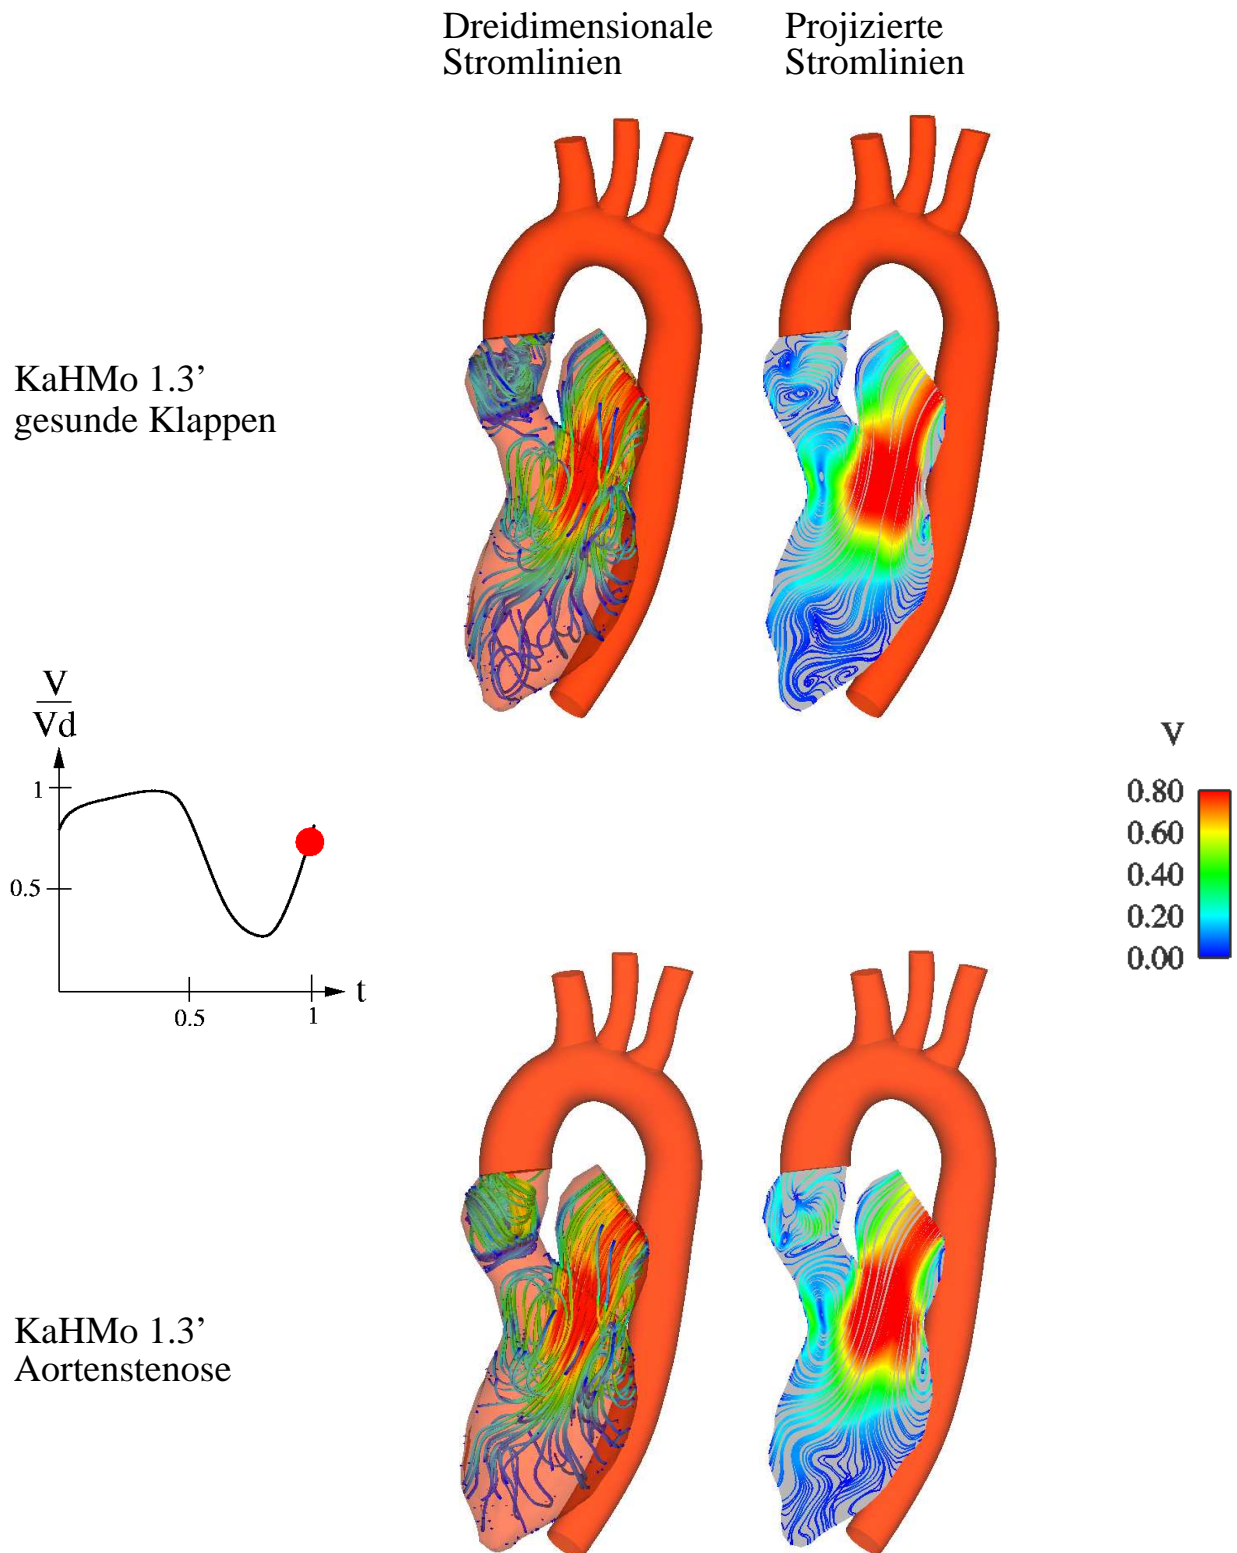 Dreidimensionale
Stromlinien
Projizierte
Stromlinien
KaHMo 1.3’
gesunde Klappen
V
Vd
1
0.5
0.5
1
t
V
0.80
0.60
0.40
0.20
0.00
KaHMo 1.3’
Aortenstenose